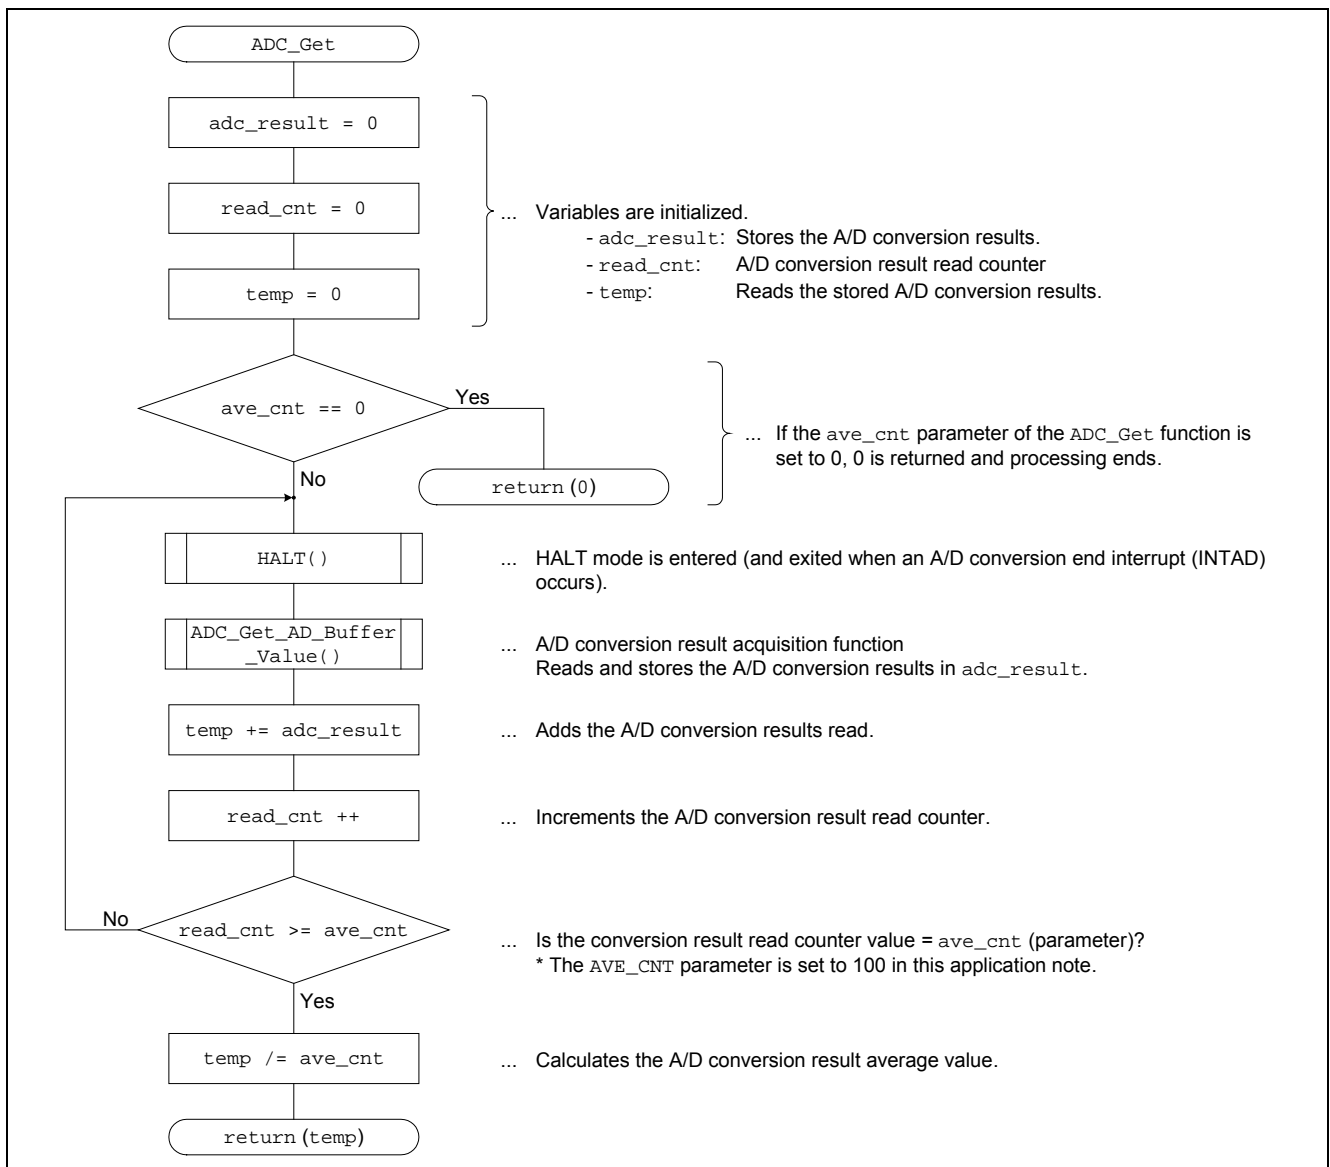 ADC_Get
adc_result = 0
read_cnt = 0
... Variables are initialized.
- adc_result: Stores the A/D conversion results.
- read_cnt: A/D conversion result read counter
temp = 0
- temp: Reads the stored A/D conversion results.
ave_cnt == 0
Yes
... If the ave_cnt parameter of the ADC_Get function is
set to 0, 0 is returned and processing ends.
No
return (0)
HALT()
... HALT mode is entered (and exited when an A/D conversion end interrupt (INTAD)
occurs).
ADC_Get_AD_Buffer
_Value()
... A/D conversion result acquisition function
Reads and stores the A/D conversion results in adc_result.
temp += adc_result
... Adds the A/D conversion results read.
read_cnt ++
... Increments the A/D conversion result read counter.
No
read_cnt >= ave_cnt
... Is the conversion result read counter value = ave_cnt (parameter)?
* The AVE_CNT parameter is set to 100 in this application note.
Yes
temp /= ave_cnt
... Calculates the A/D conversion result average value.
return (temp)